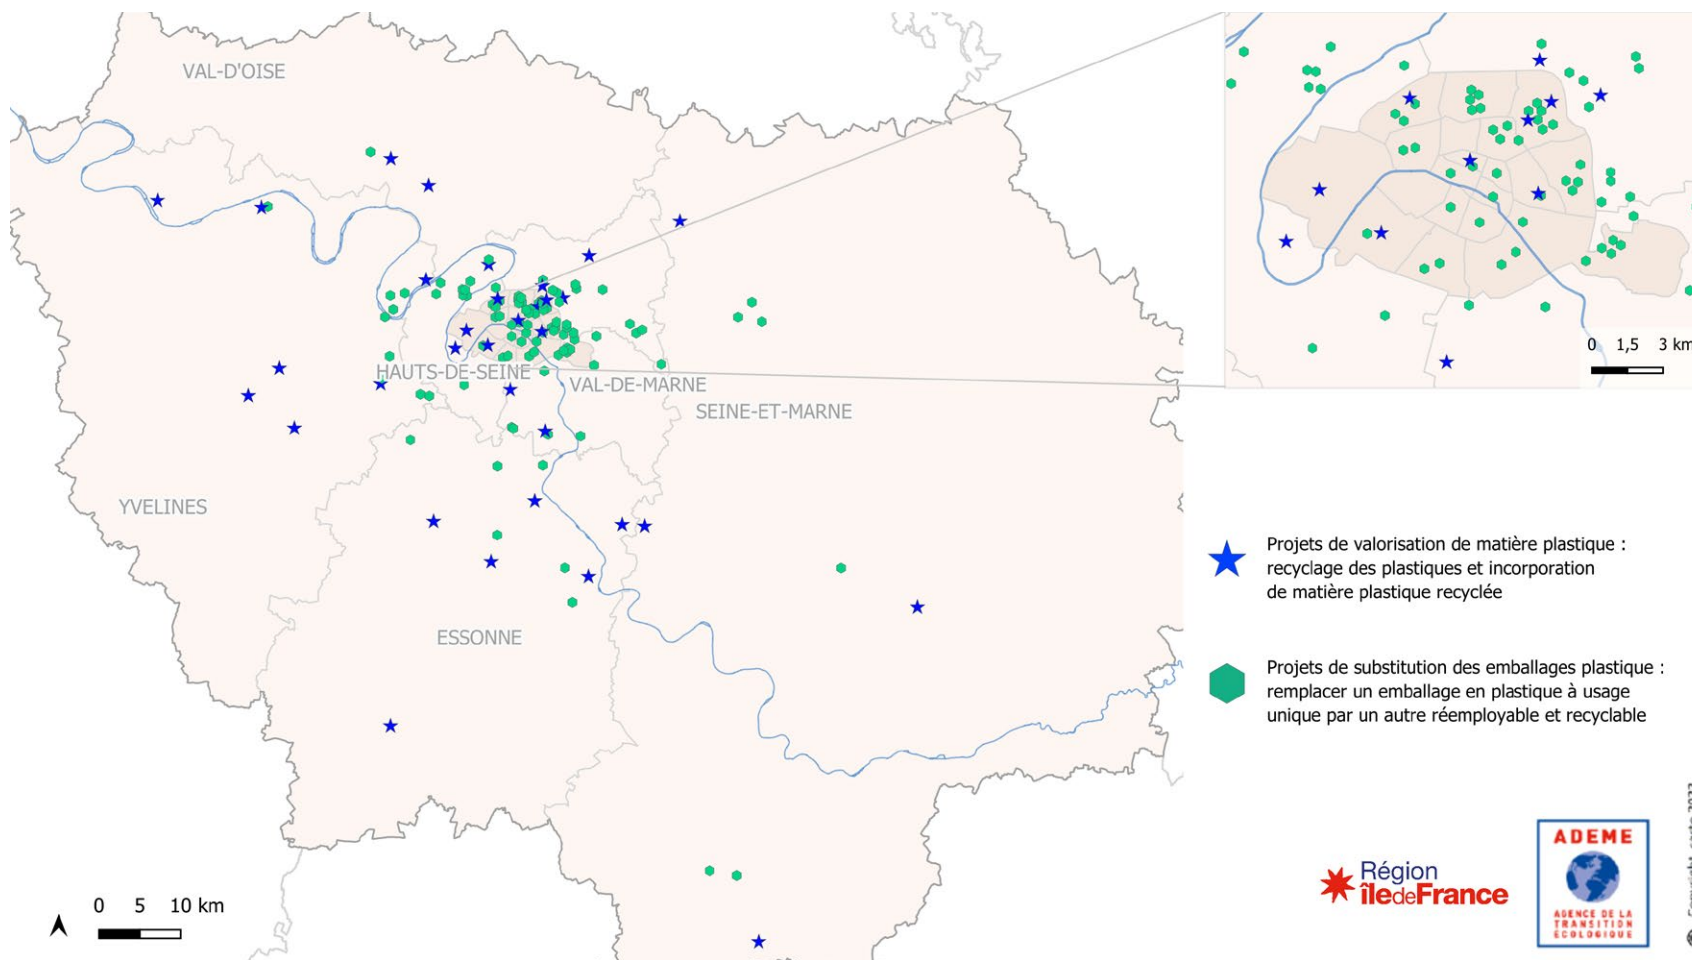 VAL-D'OISE
HAUTS-DE-SEINE
VAL-DE-MARNE
SEINE-ET-MARNE
YVELINES
ESSONNE
0 5 10 km
0 1,5 3 km
Projets de valorisation de matière plastique :
recyclage des plastiques et incorporation
de matière plastique recyclée
Projets de substitution des emballages plastique :
remplacer un emballage en plastique à usage
unique par un autre réemployable et recyclable
Région
îledeFrance
ADEME
AGENCE DE LA
TRANSITION
ÉCOLOGIQUE